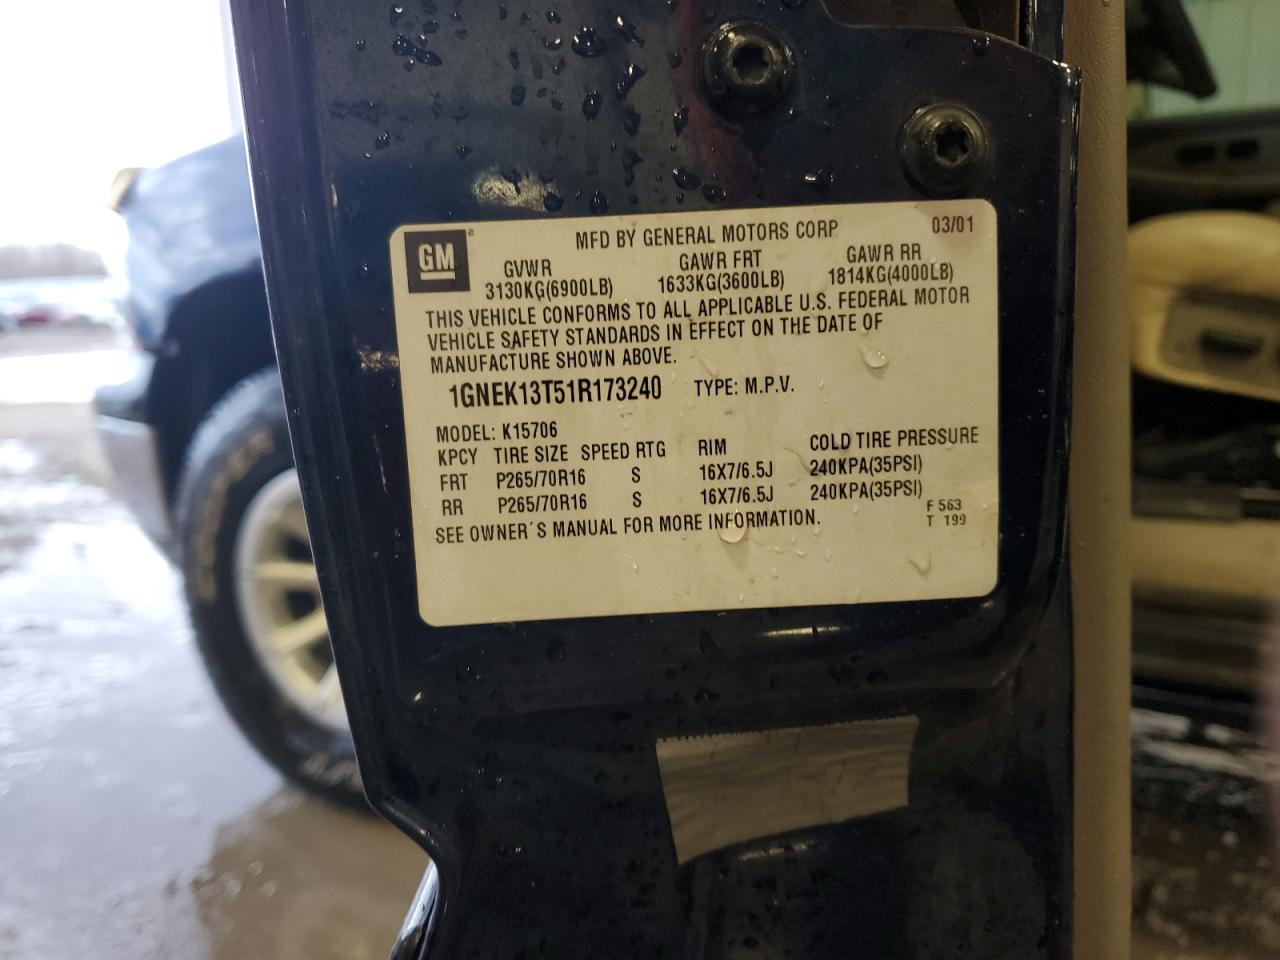 GM ® MFD BY GENERAL MOTORS CORP 03/01
GVWR GAWR FRT GAWR RR
3130KG(6900LB) 1633KG(3600LB) 1814KG(4000LB)
THIS VEHICLE CONFORMS TO ALL APPLICABLE U.S. FEDERAL MOTOR
VEHICLE SAFETY STANDARDS IN EFFECT ON THE DATE OF
MANUFACTURE SHOWN ABOVE.
1GNEK13T51R173240 TYPE: M.P.V.
MODEL: K15706
KPCY TIRE SIZE SPEED RTG RIM COLD TIRE PRESSURE
FRT P265/70R16 S 16X7/6.5J 240KPA(35PSI)
RR P265/70R16 S 16X7/6.5J 240KPA(35PSI)
SEE OWNER´S MANUAL FOR MORE INFORMATION.
F 563
T 199